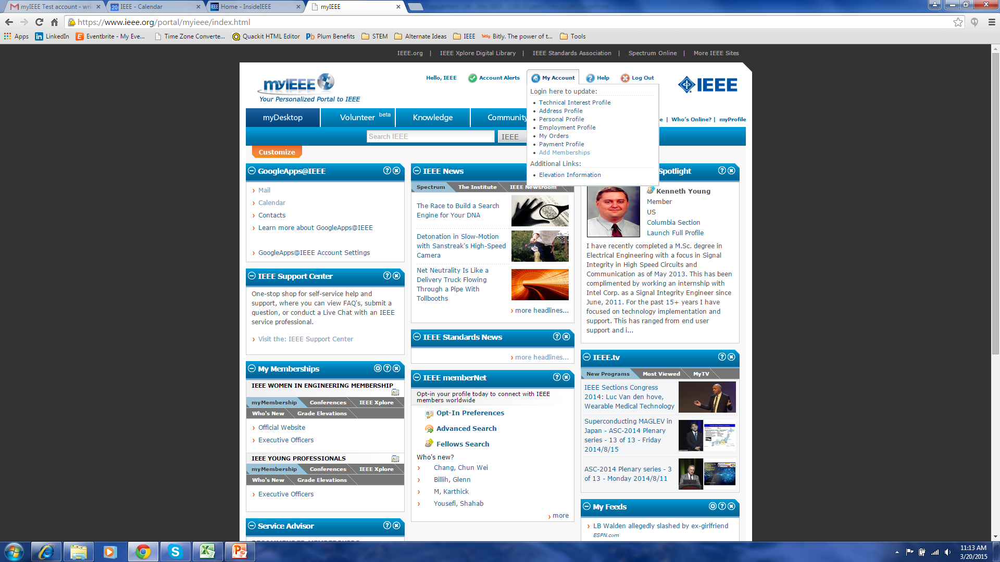 myIEEE Test account - wri
IEEE - Calendar
Home - InsideIEEE
myIEEE
https://www.ieee.org/portal/myieee/index.html
Apps
LinkedIn
Eventbrite - My Eve...
Time Zone Converte...
Quackit HTML Editor
Plum Benefits
STEM
Alternate Ideas
IEEE
Bitly. The power of t...
Tools
IEEE.org | IEEE Xplore Digital Library | IEEE Standards Association | Spectrum Online | More IEEE Sites
myIEEE
Your Personalized Portal to IEEE
Hello, IEEE
Account Alerts
My Account
Help
Log Out
IEEE
Login here to update:
Technical Interest Profile
Address Profile
Personal Profile
Employment Profile
My Orders
Payment Profile
Add Memberships
Additional Links:
Elevation Information
myDesktop
Volunteer beta
Knowledge
Community
e | Who's Online? | myProfile
Search IEEE
IEEE
Customize
GoogleApps@IEEE
Mail
Calendar
Contacts
Learn more about GoogleApps@IEEE
GoogleApps@IEEE Account Settings
IEEE Support Center
One-stop shop for self-service help and
support, where you can view FAQ's, submit a
question, or conduct a Live Chat with an IEEE
service professional.
Visit the: IEEE Support Center
My Memberships
IEEE WOMEN IN ENGINEERING MEMBERSHIP
myMembership Conferences IEEE Xplore
Who's New Grade Elevations
Official Website
Executive Officers
IEEE YOUNG PROFESSIONALS
myMembership Conferences IEEE Xplore
Who's New Grade Elevations
Executive Officers
Service Advisor
IEEE News
Spectrum The Institute IEEE Newsroom
The Race to Build a Search
Engine for Your DNA
Detonation in Slow-Motion
with Sanstreak's High-Speed
Camera
Net Neutrality Is Like a
Delivery Truck Flowing
Through a Pipe With
Tollbooths
more headlines...
IEEE Standards News
more headlines...
IEEE memberNet
Opt-in your profile today to connect with IEEE
members worldwide
Opt-In Preferences
Advanced Search
Fellows Search
Who's new?
Chang, Chun Wei
Billih, Glenn
M, Karthick
Yousefi, Shahab
more
Spotlight
Kenneth Young
Member
US
Columbia Section
Launch Full Profile
I have recently completed a M.Sc. degree in
Electrical Engineering with a focus in Signal
Integrity in High Speed Circuits and
Communication as of May 2013. This has been
complimented by working an internship with
Intel Corp. as a Signal Integrity Engineer since
June, 2011. For the past 15+ years I have
focused on technology implementation and
support. This has ranged from end user
support and i...
IEEE.tv
New Programs Most Viewed MyTV
IEEE Sections Congress
2014: Luc Van den hove,
Wearable Medical Technology
Superconducting MAGLEV in
Japan - ASC-2014 Plenary
series - 13 of 13 - Friday
2014/8/15
ASC-2014 Plenary series - 3
of 13 - Monday 2014/8/11
My Feeds
LB Walden allegedly slashed by ex-girlfriend
ESPN.com
11:13 AM
3/20/2015